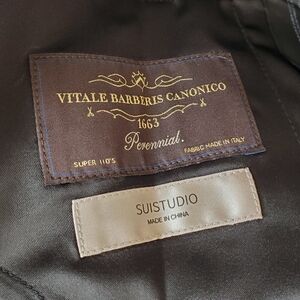 VITALE BARBERIS CANONICO
1663
Perennial.
SUPER 110'S
FABRIC MADE IN ITALY
SUISTUDIO
MADE IN CHINA